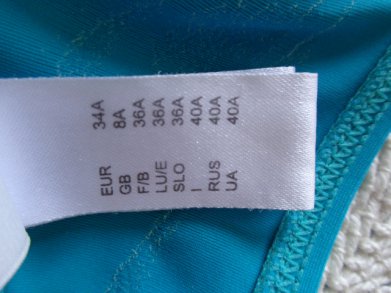 EUR 34A
GB 8A
F/B 36A
LU/E 36A
SLO 36A
I 40A
RUS 40A
UA 40A